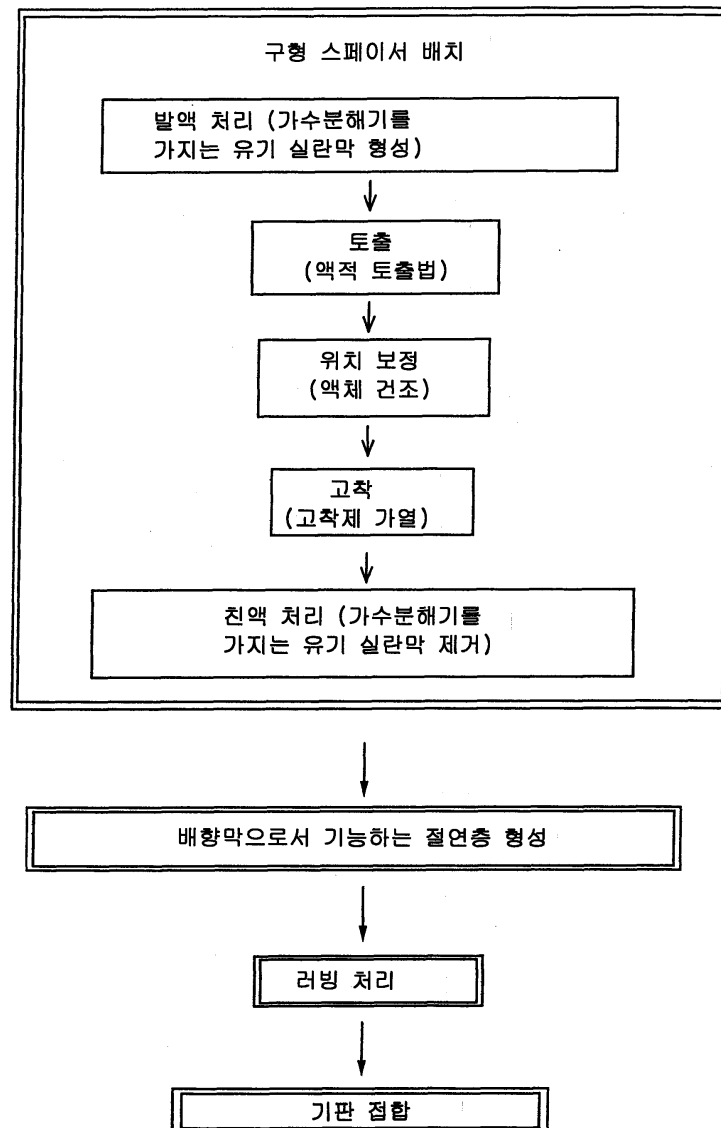 구형 스페이서 배치
발액 처리 (가수분해기를
가지는 유기 실란막 형성)
토출
(액적 토출법)
위치 보정
(액체 건조)
고착
(고착제 가열)
친액 처리 (가수분해기를
가지는 유기 실란막 제거)
배향막으로서 기능하는 절연층 형성
러빙 처리
기판 접합